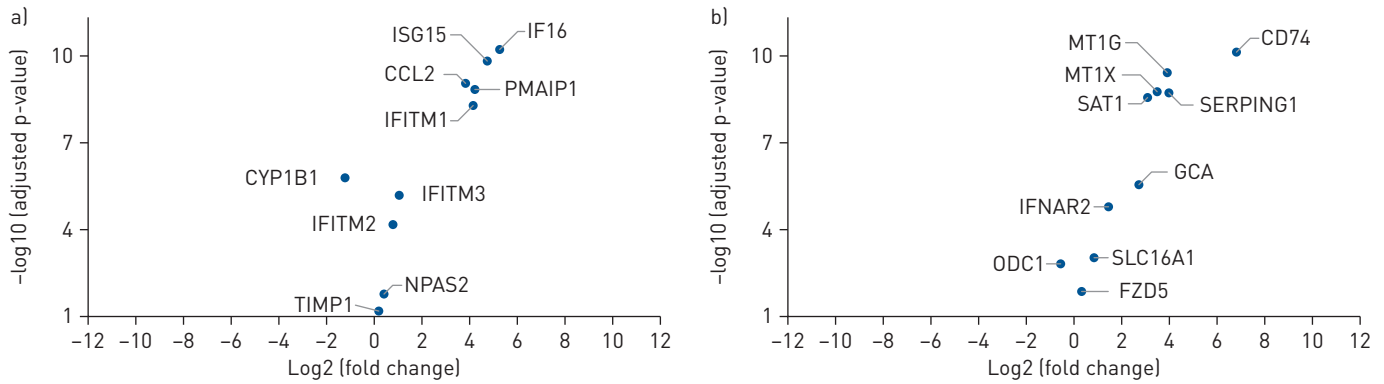 a)
–log10 (adjusted p-value)
10
7
4
1
ISG15
IF16
CCL2
PMAIP1
IFITM1
CYP1B1
IFITM3
IFITM2
NPAS2
TIMP1
–12 –10 –8 –6 –4 –2 0 2 4 6 8 10 12
Log2 (fold change)
b)
–log10 (adjusted p-value)
10
7
4
1
MT1G
CD74
MT1X
SAT1
SERPING1
GCA
IFNAR2
ODC1
SLC16A1
FZD5
–12 –10 –8 –6 –4 –2 0 2 4 6 8 10 12
Log2 (fold change)